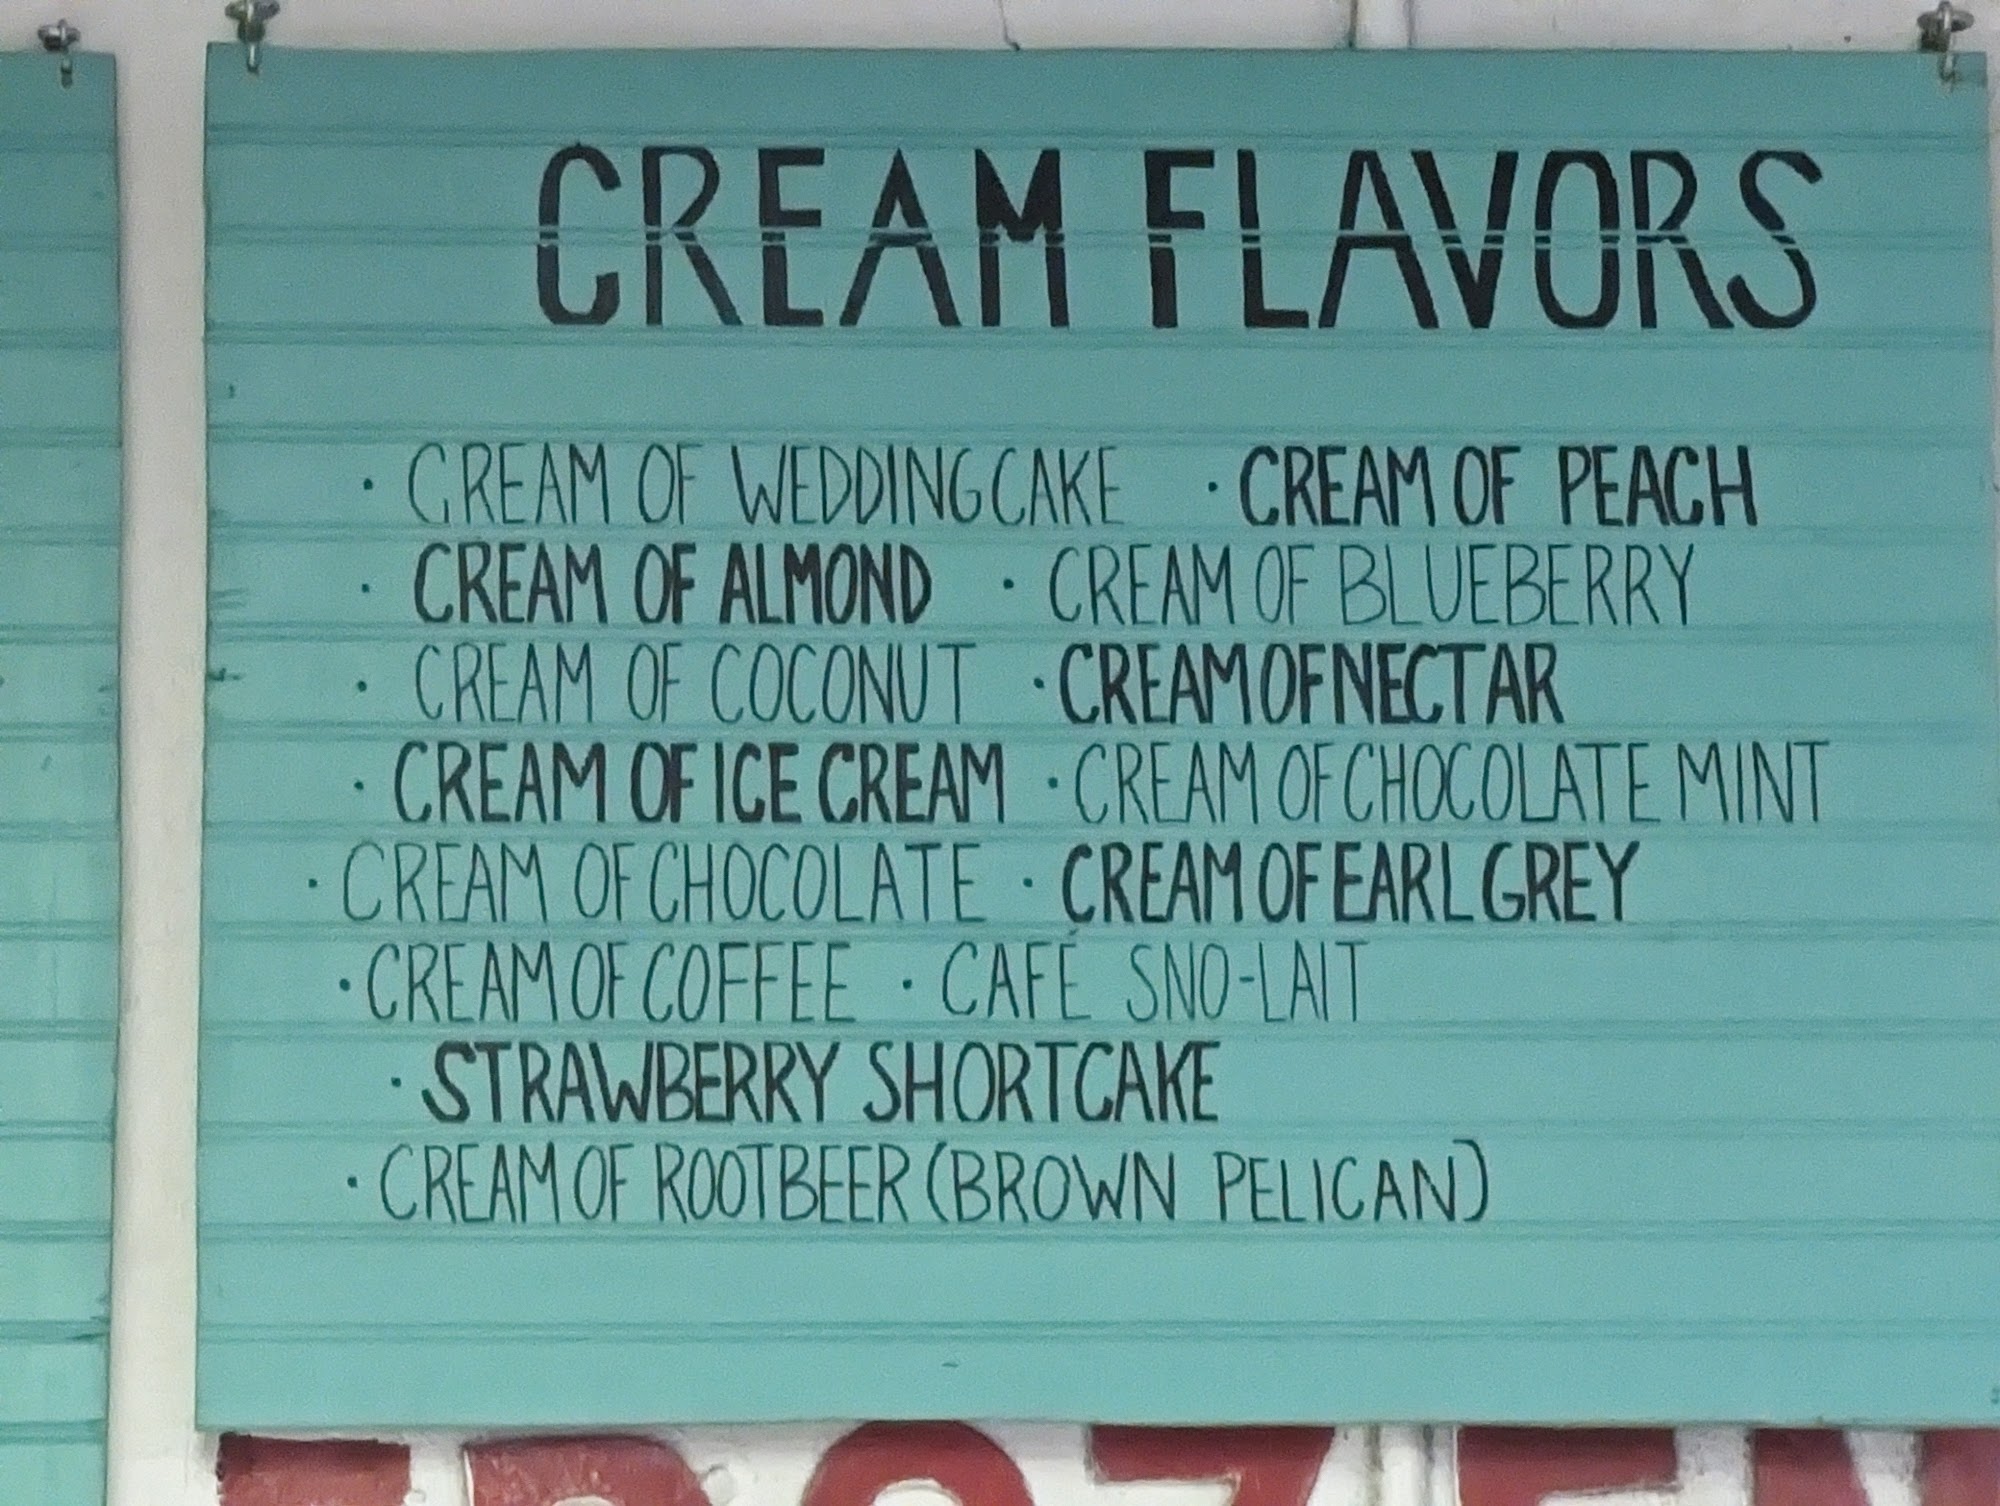 CREAM FLAVORS
· CREAM OF WEDDING CAKE · CREAM OF PEACH
· CREAM OF ALMOND · CREAM OF BLUEBERRY
· CREAM OF COCONUT · CREAM OF NECTAR
· CREAM OF ICE CREAM · CREAM OF CHOCOLATE MINT
· CREAM OF CHOCOLATE · CREAM OF EARL GREY
· CREAM OF COFFEE · CAFÉ SNO-LAIT
· STRAWBERRY SHORTCAKE
· CREAM OF ROOTBEER (BROWN PELICAN)